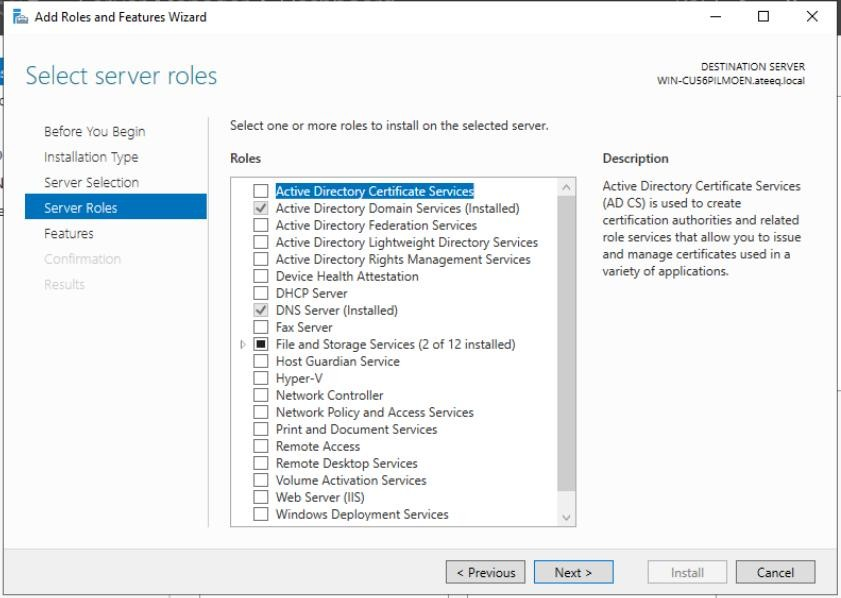 Add Roles and Features Wizard
Select server roles
DESTINATION SERVER
WIN-CU56PILMOEN.ateeq.local
Before You Begin
Installation Type
Server Selection
Server Roles
Features
Confirmation
Results
Select one or more roles to install on the selected server.
Roles
Active Directory Certificate Services
Active Directory Domain Services (Installed)
Active Directory Federation Services
Active Directory Lightweight Directory Services
Active Directory Rights Management Services
Device Health Attestation
DHCP Server
DNS Server (Installed)
Fax Server
File and Storage Services (2 of 12 installed)
Host Guardian Service
Hyper-V
Network Controller
Network Policy and Access Services
Print and Document Services
Remote Access
Remote Desktop Services
Volume Activation Services
Web Server (IIS)
Windows Deployment Services
Description
Active Directory Certificate Services
(AD CS) is used to create
certification authorities and related
role services that allow you to issue
and manage certificates used in a
variety of applications.
< Previous
Next >
Install
Cancel